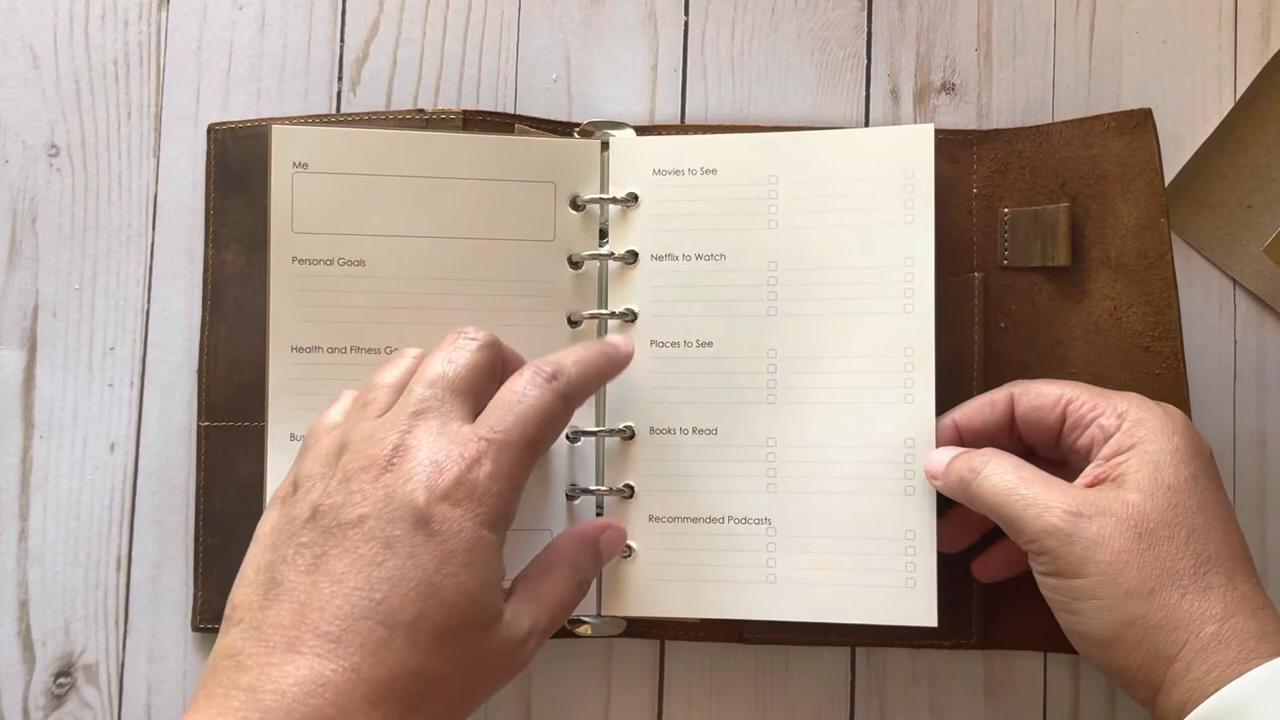 Me
Personal Goals
Health and Fitness
Movies to See
Netflix to Watch
Places to See
Books to Read
Recommended Podcasts